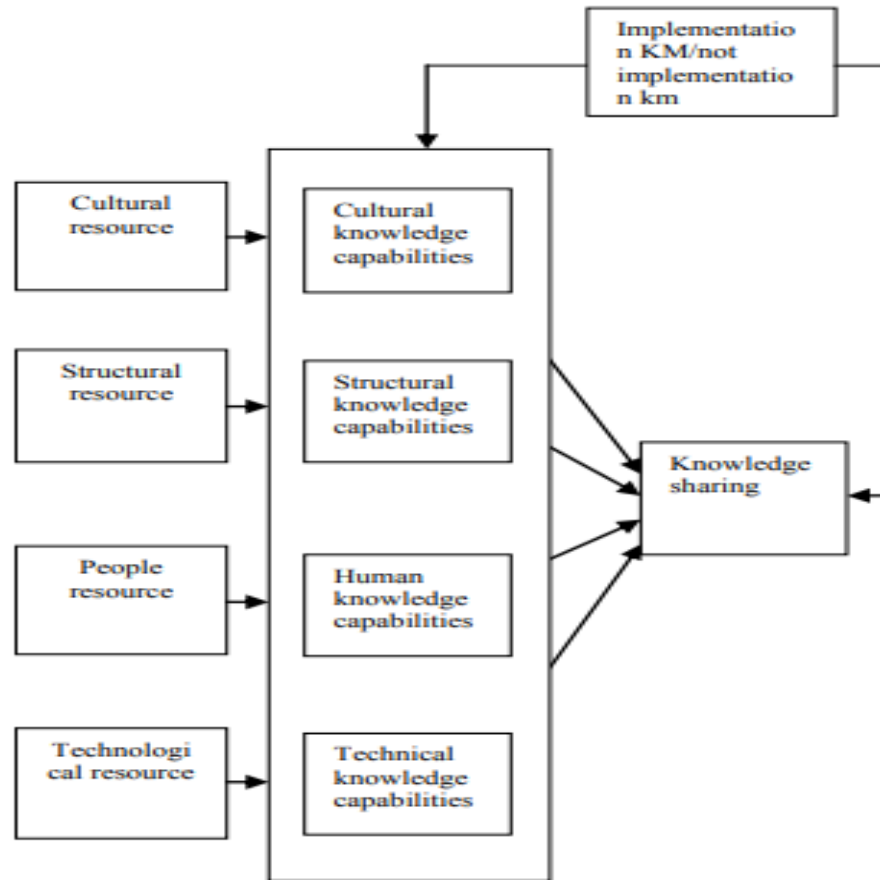 Implementatio
n KM/not
implementatio
n km
Cultural
resource
Cultural
knowledge
capabilities
Structural
resource
Structural
knowledge
capabilities
Knowledge
sharing
People
resource
Human
knowledge
capabilities
Technologi
cal resource
Technical
knowledge
capabilities